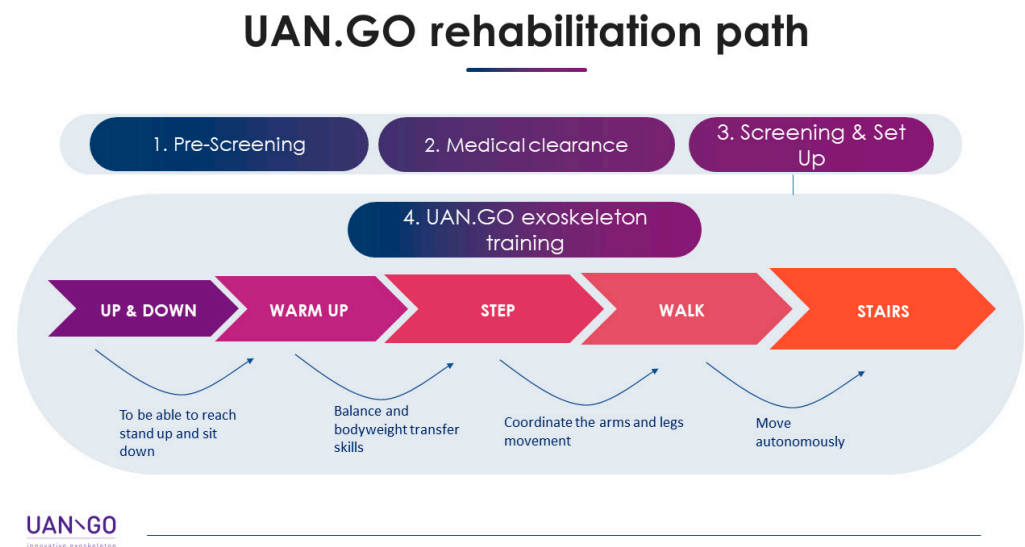 UAN.GO rehabilitation path
1. Pre-Screening
2. Medical clearance
3. Screening & Set
Up
4. UAN.GO exoskeleton
training
UP & DOWN
WARM UP
STEP
WALK
STAIRS
To be able to reach
stand up and sit
down
Balance and
bodyweight transfer
skills
Coordinate the arms and legs
movement
Move
autonomously
UAN GO
innovative exoskeleton